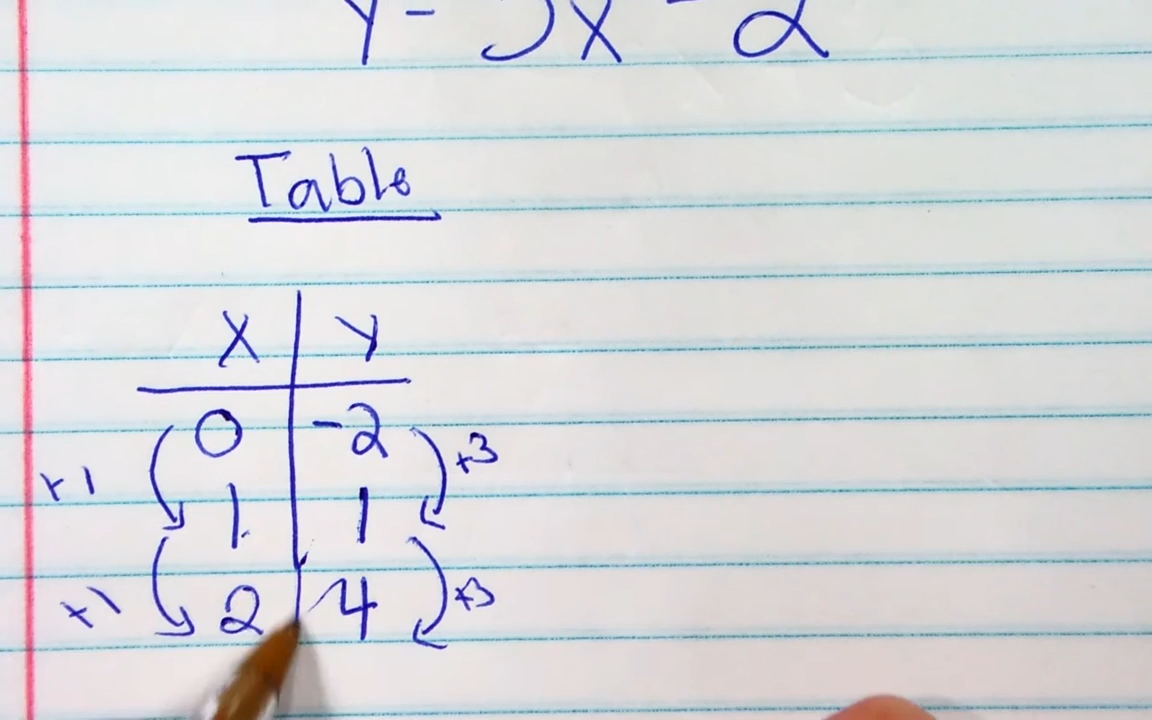 y = 3x - 2
Table
X Y
0 -2
+1 +3
1 1
+1 +3
2 4